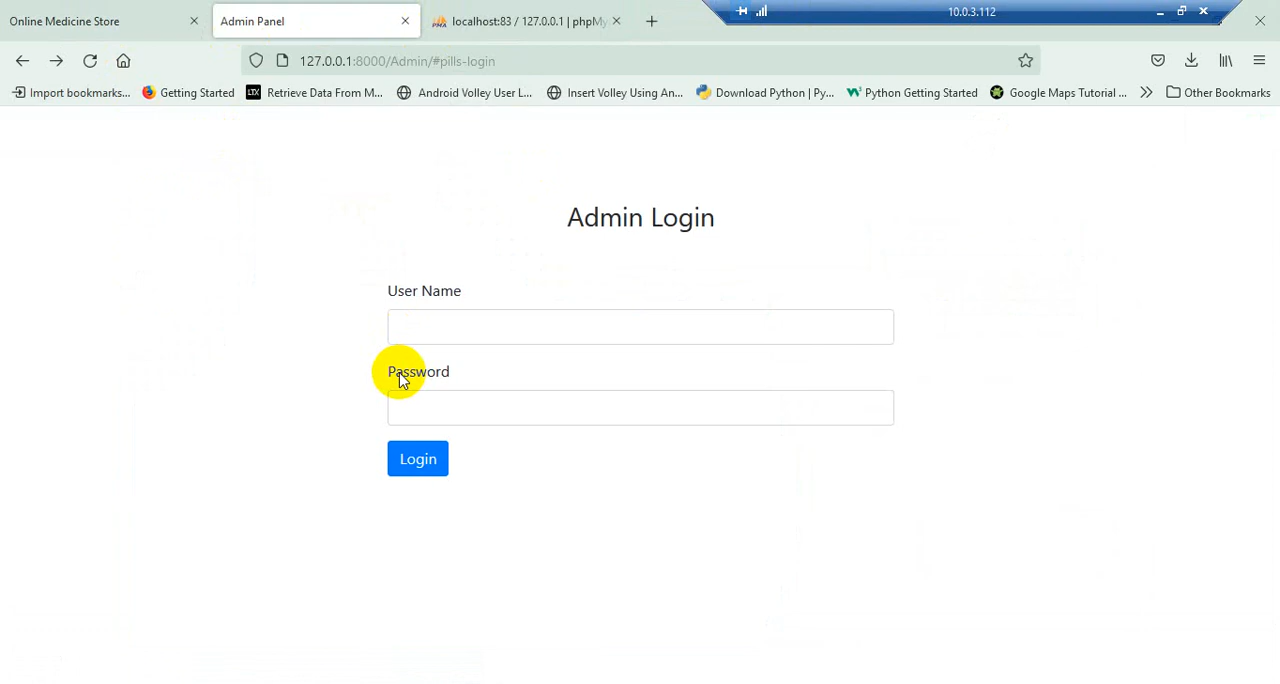 Online Medicine Store
Admin Panel
localhost:83 / 127.0.0.1 | phpMy
10.0.3.112
127.0.0.1:8000/Admin/#pills-login
Import bookmarks...
Getting Started
LTX Retrieve Data From M...
Android Volley User L...
Insert Volley Using An...
Download Python | Py...
Python Getting Started
Google Maps Tutorial ...
Other Bookmarks
Admin Login
User Name
Password
Login